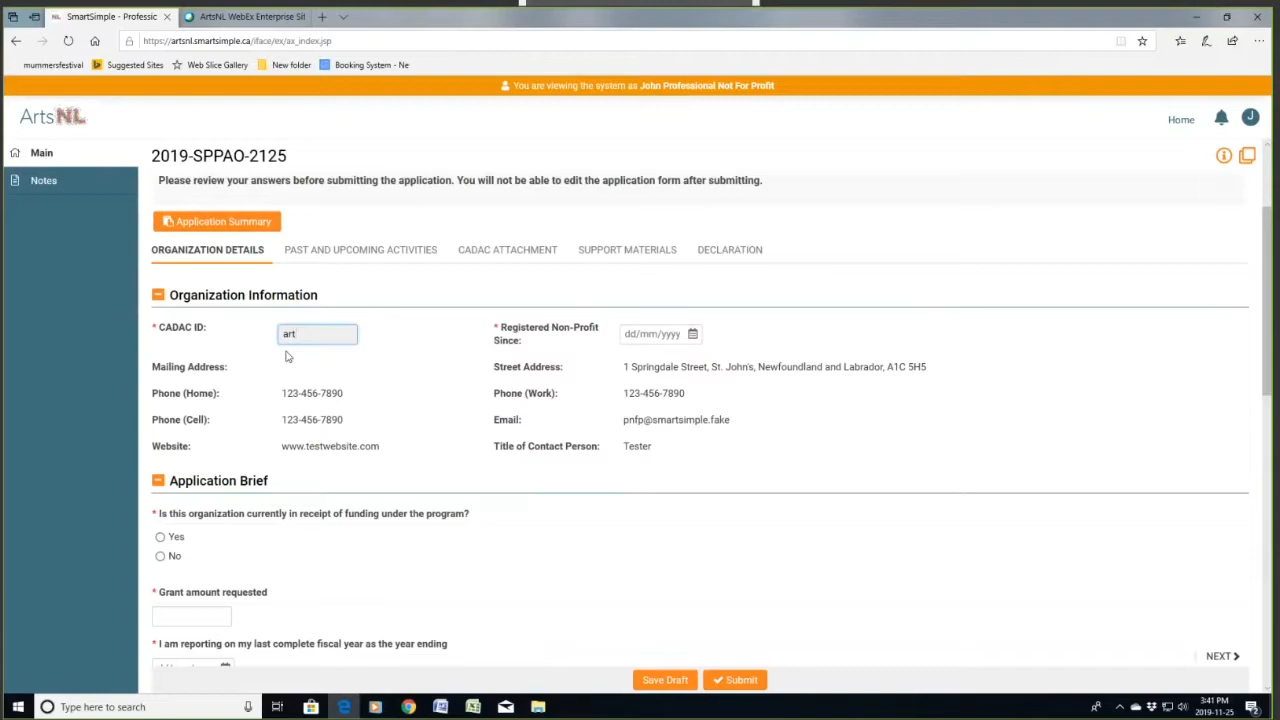 NL SmartSimple - Professic
ArtsNL WebEx Enterprise Sit
https://artsnl.smartsimple.ca/iface/ex/ax_index.jsp
mummersfestival Suggested Sites Web Slice Gallery New folder Booking System - Ne
You are viewing the system as John Professional Not For Profit
ArtsNL
Home J
Main
Notes
2019-SPPAO-2125
Please review your answers before submitting the application. You will not be able to edit the application form after submitting.
Application Summary
ORGANIZATION DETAILS PAST AND UPCOMING ACTIVITIES CADAC ATTACHMENT SUPPORT MATERIALS DECLARATION
Organization Information
* CADAC ID: art * Registered Non-Profit Since: dd/mm/yyyy
Mailing Address: Street Address: 1 Springdale Street, St. John's, Newfoundland and Labrador, A1C 5H5
Phone (Home): 123-456-7890 Phone (Work): 123-456-7890
Phone (Cell): 123-456-7890 Email: pnfp@smartsimple.fake
Website: www.testwebsite.com Title of Contact Person: Tester
Application Brief
* Is this organization currently in receipt of funding under the program?
Yes
No
* Grant amount requested
* I am reporting on my last complete fiscal year as the year ending
NEXT
Save Draft Submit
Type here to search
3:41 PM
2019-11-25